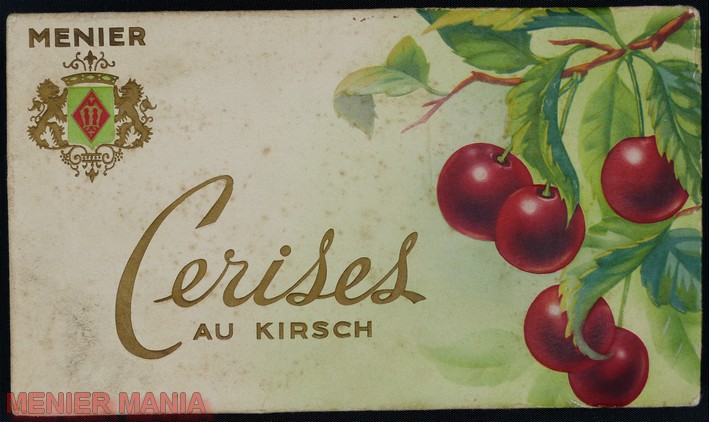 MENIER
Cerises
AU KIRSCH
MENIER MANIA